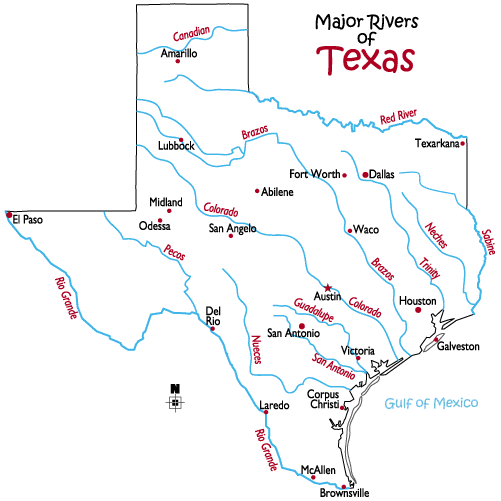 Major Rivers
of
Texas
Canadian
Amarillo
Red River
Brazos
Texarkana
Lubbock
Fort Worth
Dallas
Abilene
Midland
Colorado
El Paso
Odessa
San Angelo
Waco
Neches
Sabine
Pecos
Brazos
Trinity
Rio Grande
Austin
Colorado
Houston
Guadalupe
Del
Rio
San Antonio
Nueces
Victoria
Galveston
San Antonio
N
Corpus
Christi
Gulf of Mexico
Laredo
Rio Grande
McAllen
Brownsville